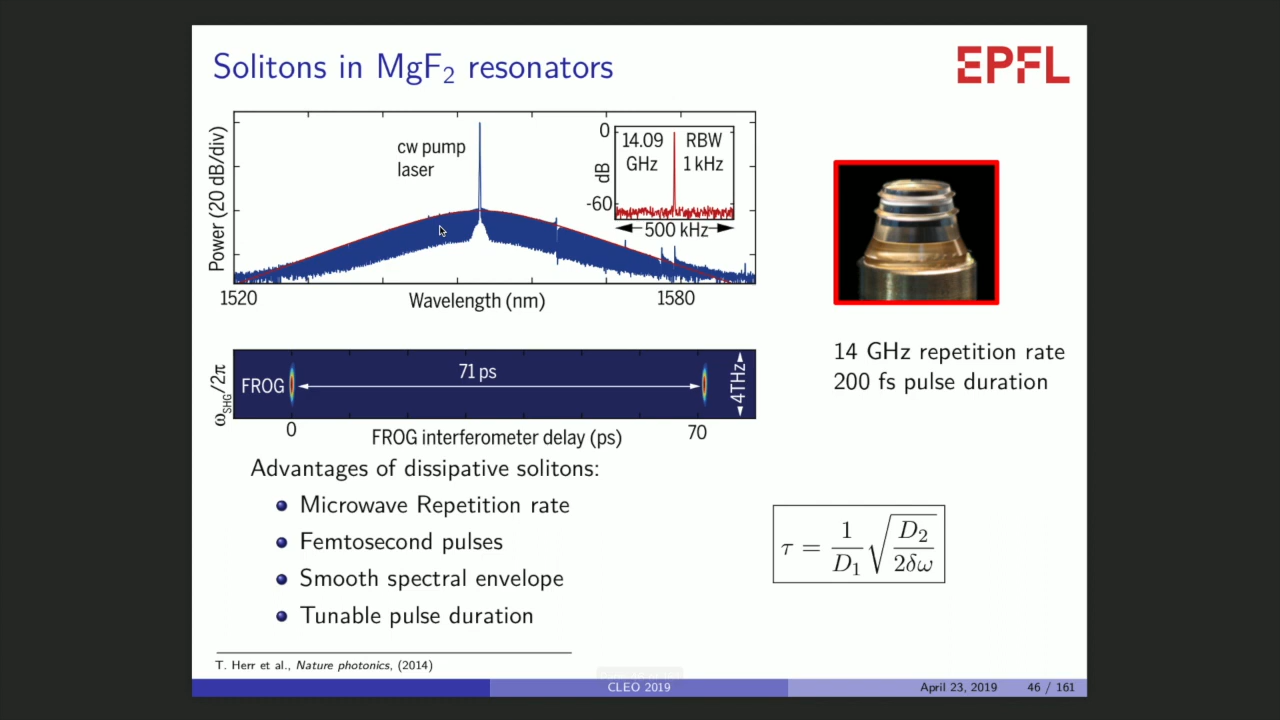 Solitons in MgF₂ resonators
EPFL
Power (20 dB/div)
cw pump
laser
0
-60
dB
14.09
GHz
RBW
1 kHz
500 kHz
1520
Wavelength (nm)
1580
14 GHz repetition rate
200 fs pulse duration
ω_SHG/2π
FROG
71 ps
4THz
0
FROG interferometer delay (ps)
70
Advantages of dissipative solitons:
Microwave Repetition rate
Femtosecond pulses
Smooth spectral envelope
Tunable pulse duration
τ = 1/D₁ √(D₂/2δω)
T. Herr et al., Nature photonics, (2014)
CLEO 2019
April 23, 2019
46 / 161